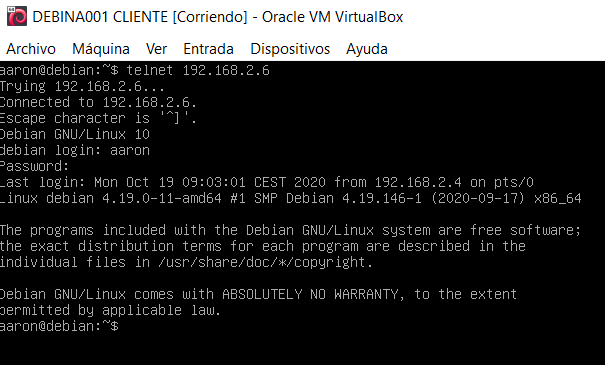 DEBINA001 CLIENTE [Corriendo] - Oracle VM VirtualBox
Archivo Máquina Ver Entrada Dispositivos Ayuda
aaron@debian:~$ telnet 192.168.2.6
Trying 192.168.2.6...
Connected to 192.168.2.6.
Escape character is '^]'.
Debian GNU/Linux 10
debian login: aaron
Password:
Last login: Mon Oct 19 09:03:01 CEST 2020 from 192.168.2.4 on pts/0
Linux debian 4.19.0-11-amd64 #1 SMP Debian 4.19.146-1 (2020-09-17) x86_64
The programs included with the Debian GNU/Linux system are free software;
the exact distribution terms for each program are described in the
individual files in /usr/share/doc/*/copyright.
Debian GNU/Linux comes with ABSOLUTELY NO WARRANTY, to the extent
permitted by applicable law.
aaron@debian:~$